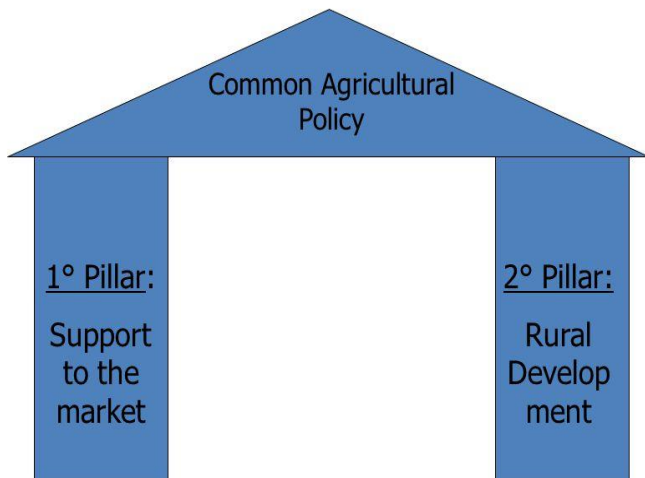 Common Agricultural
Policy
1° Pillar:
Support
to the
market
2° Pillar:
Rural
Develop
ment